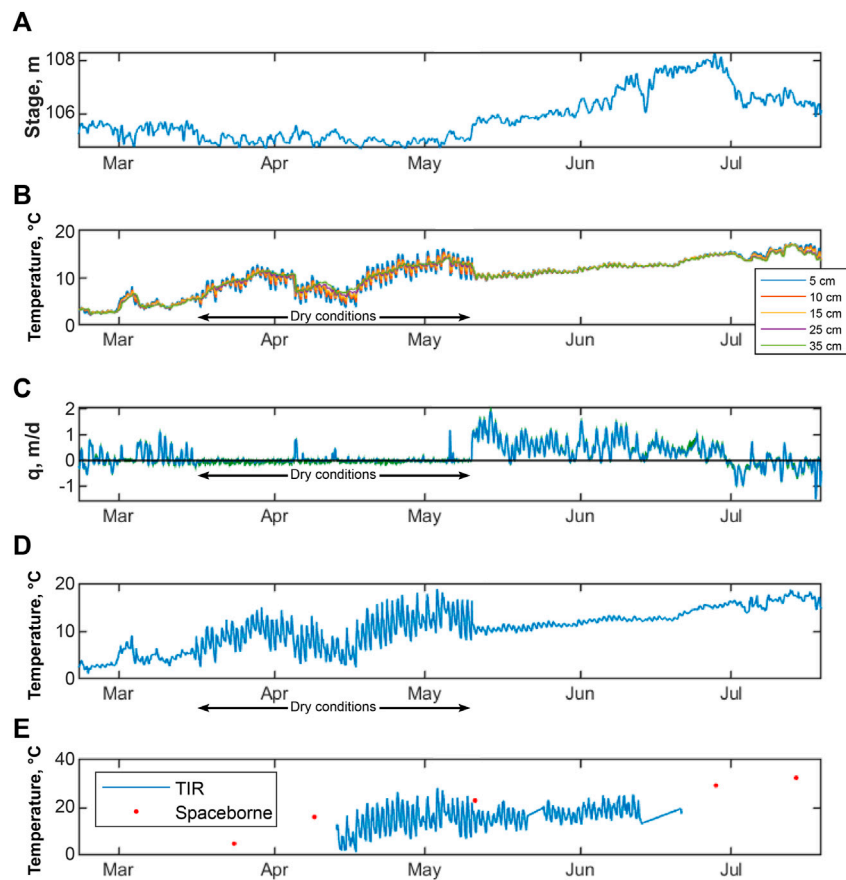 A
Stage, m
108
106
Mar Apr May Jun Jul
B
Temperature, °C
20
10
0
Dry conditions
5 cm
10 cm
15 cm
25 cm
35 cm
Mar Apr May Jun Jul
C
q, m/d
2
1
0
-1
Dry conditions
Mar Apr May Jun Jul
D
Temperature, °C
20
10
0
Mar Apr May Jun Jul
Dry conditions
E
Temperature, °C
40
20
0
TIR
Spaceborne
Mar Apr May Jun Jul